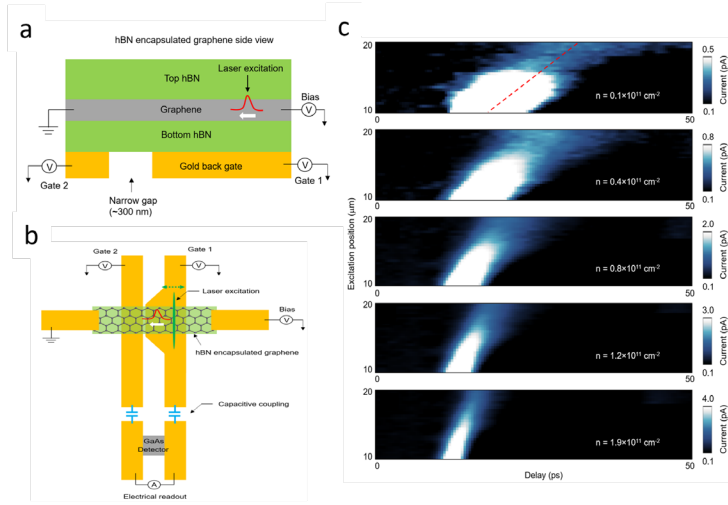 a
hBN encapsulated graphene side view
Laser excitation
Top hBN
Bias
Graphene
V
Bottom hBN
V
Gold back gate
V
Gate 2
Gate 1
Narrow gap
(~300 nm)
b
Gate 2
Gate 1
V
V
Laser excitation
Bias
V
hBN encapsulated graphene
Capacitive coupling
GaAs
Detector
A
Electrical readout
c
Excitation position (μm)
20
10
0
50
n = 0.1×10¹¹ cm⁻²
0.5
0.1
Current (pA)
20
10
0
50
n = 0.4×10¹¹ cm⁻²
0.8
0.1
Current (pA)
20
10
0
50
n = 0.8×10¹¹ cm⁻²
2.0
0.1
Current (pA)
20
10
0
50
n = 1.2×10¹¹ cm⁻²
3.0
0.1
Current (pA)
20
10
0
50
n = 1.9×10¹¹ cm⁻²
4.0
0.1
Current (pA)
Delay (ps)